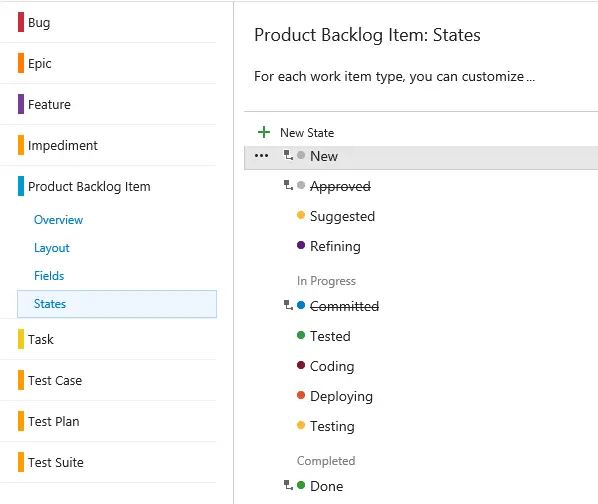 Bug
Epic
Feature
Impediment
Product Backlog Item
Overview
Layout
Fields
States
Task
Test Case
Test Plan
Test Suite
Product Backlog Item: States
For each work item type, you can customize ...
+ New State
••• New
Approved
Suggested
Refining
In Progress
Committed
Tested
Coding
Deploying
Testing
Completed
Done